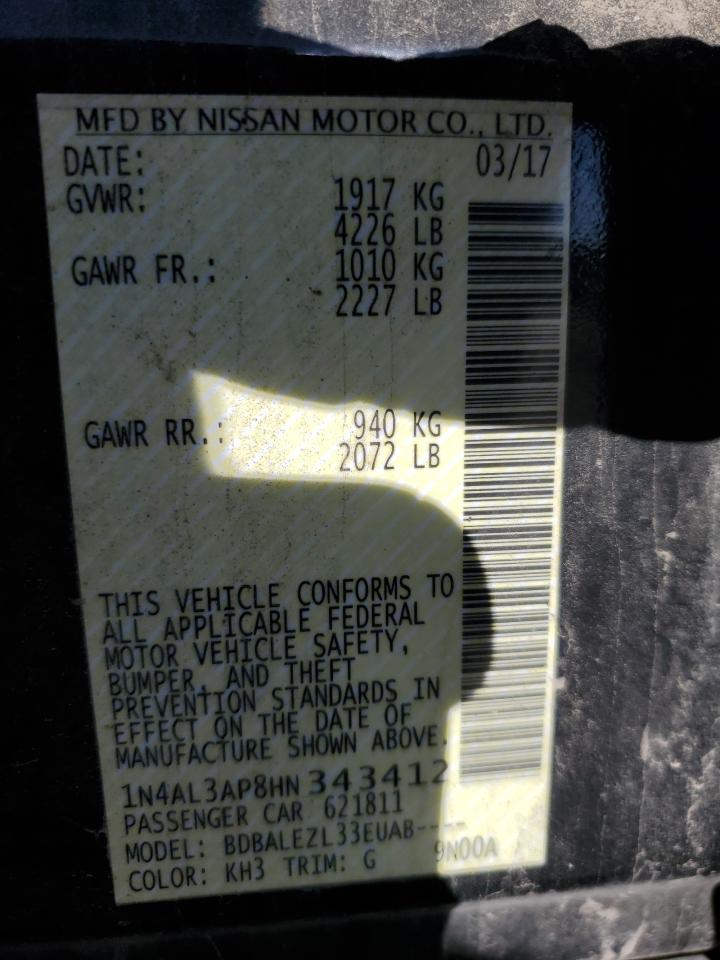 MFD BY NISSAN MOTOR CO., LTD.
DATE: 03/17
GVWR: 1917 KG
4226 LB
GAWR FR.: 1010 KG
2227 LB
GAWR RR.: 940 KG
2072 LB
THIS VEHICLE CONFORMS TO
ALL APPLICABLE FEDERAL
MOTOR VEHICLE SAFETY,
BUMPER, AND THEFT
PREVENTION STANDARDS IN
EFFECT ON THE DATE OF
MANUFACTURE SHOWN ABOVE.
1N4AL3AP8HN 343412
PASSENGER CAR 621811
MODEL: BDBALEZL33EUAB----
COLOR: KH3 TRIM: G 9N00A